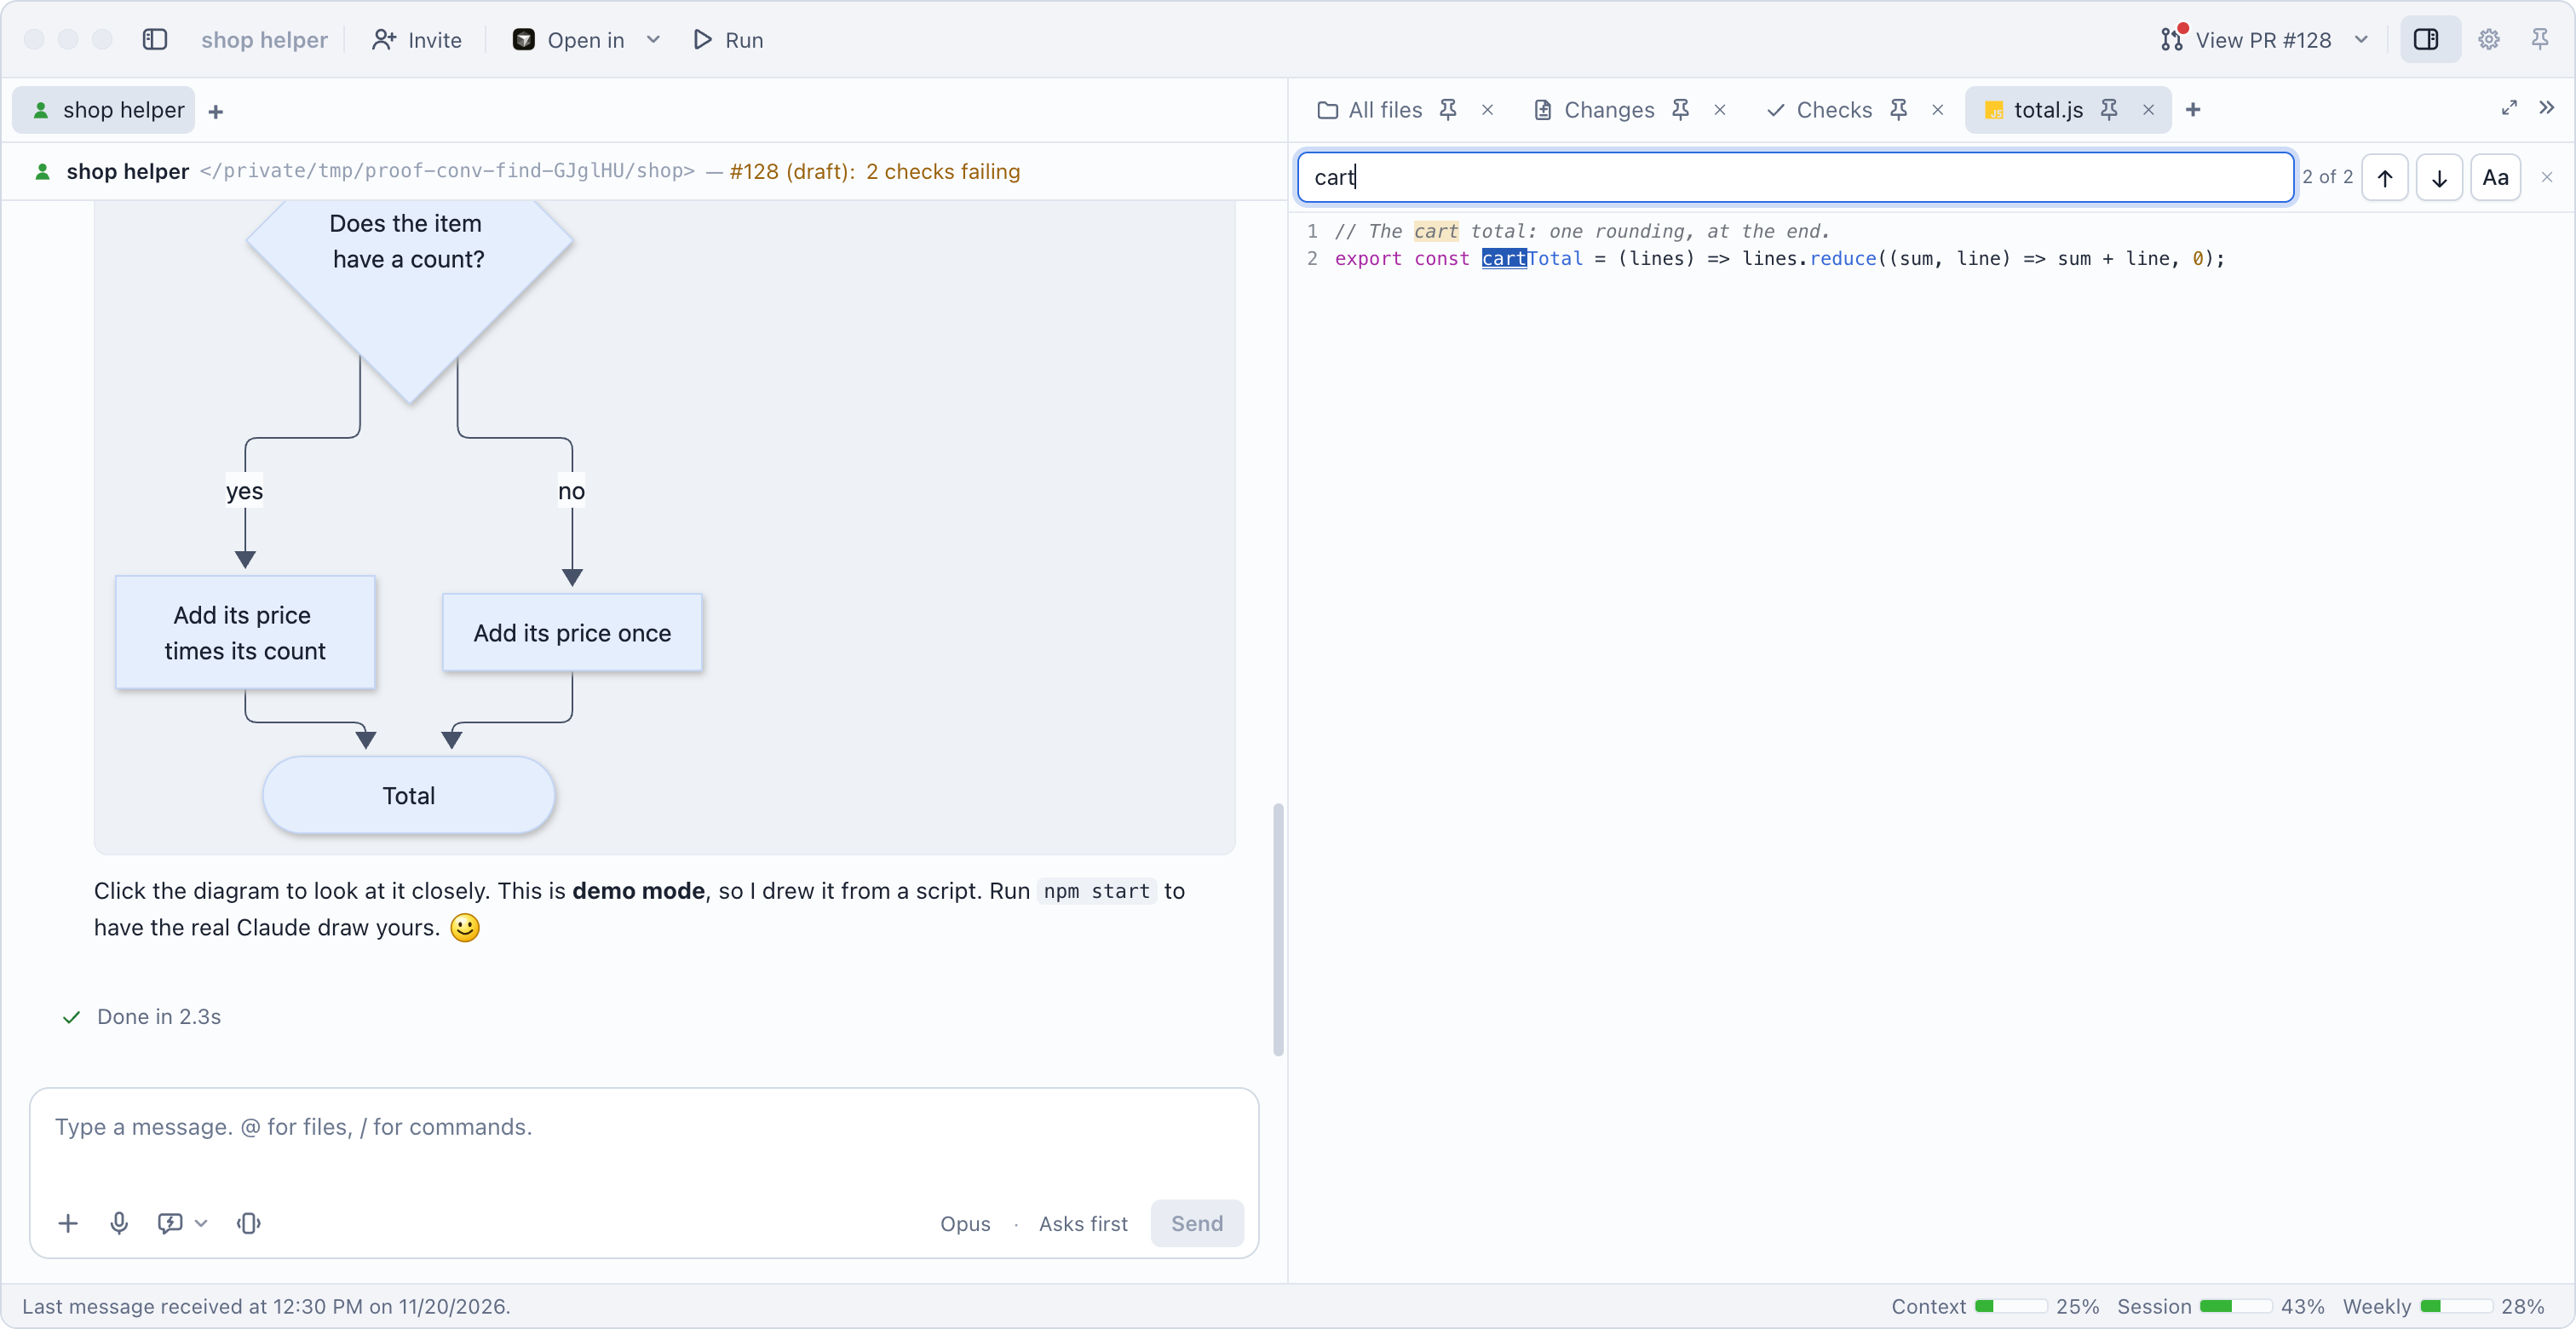 shop helper
Invite
Open in
Run
View PR #128
shop helper
All files
Changes
Checks
JS total.js
shop helper </private/tmp/proof-conv-find-GJglHU/shop> — #128 (draft): 2 checks failing
cart
2 of 2
Aa
1 // The cart total: one rounding, at the end.
2 export const cartTotal = (lines) => lines.reduce((sum, line) => sum + line, 0);
Does the item
have a count?
yes
no
Add its price
times its count
Add its price once
Total
Click the diagram to look at it closely. This is demo mode, so I drew it from a script. Run npm start to
have the real Claude draw yours. 🙂
Done in 2.3s
Type a message. @ for files, / for commands.
Opus · Asks first
Send
Last message received at 12:30 PM on 11/20/2026.
Context 25% Session 43% Weekly 28%